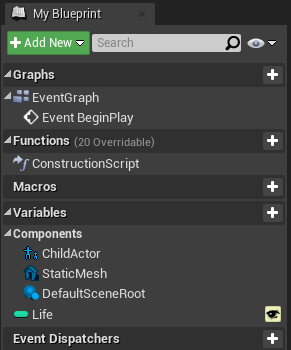 My Blueprint
Add New Search
Graphs
EventGraph
Event BeginPlay
Functions (20 Overridable)
ConstructionScript
Macros
Variables
Components
ChildActor
StaticMesh
DefaultSceneRoot
Life
Event Dispatchers